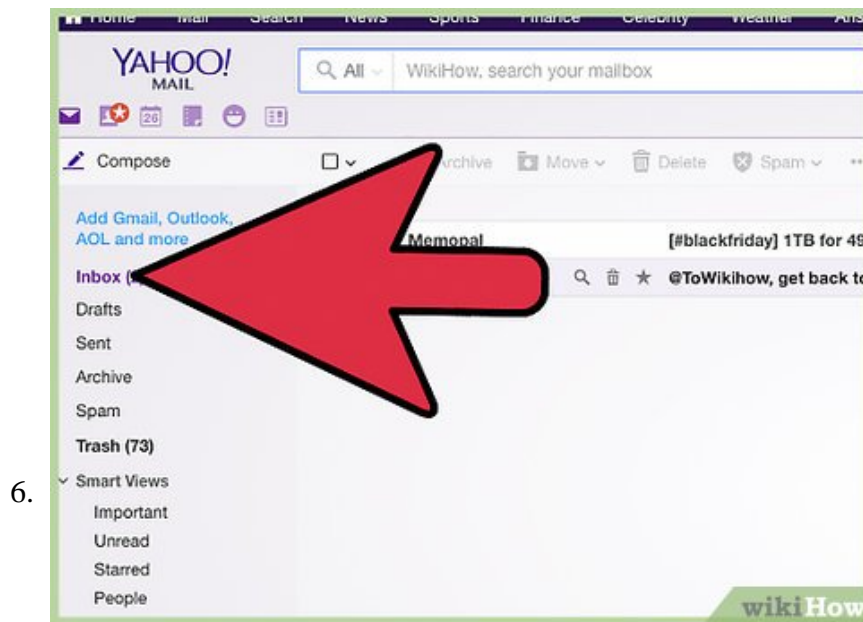 Home Mail Search News Sports Finance Celebrity Weather
YAHOO!
MAIL
All
WikiHow, search your mailbox
26
Compose
Move
Delete
Spam
Add Gmail, Outlook,
AOL and more
Memopal
[#blackfriday] 1TB for 49
Inbox
@ToWikihow, get back to
Drafts
Sent
Archive
Spam
Trash (73)
6.
Smart Views
Important
Unread
Starred
People
wikiHow